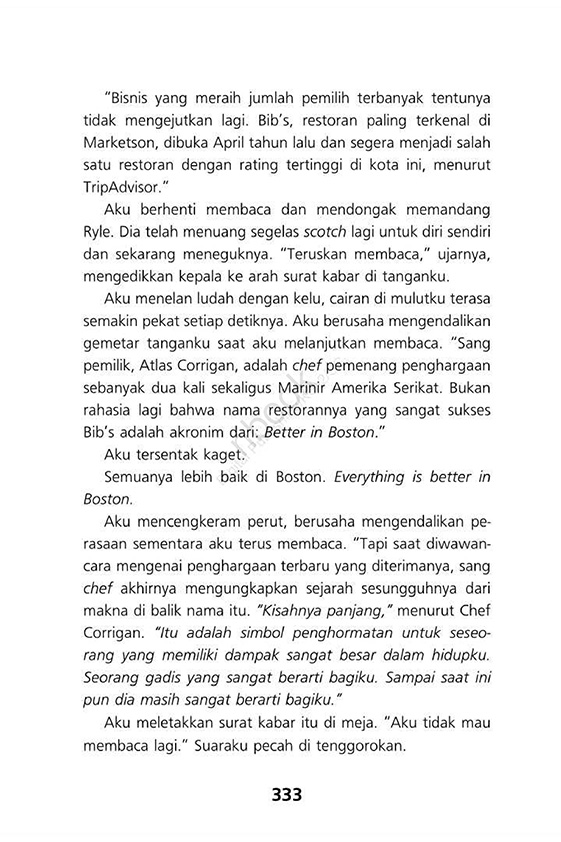 “Bisnis yang meraih jumlah pemilih terbanyak tentunya
tidak mengejutkan lagi. Bib’s, restoran paling terkenal di
Marketson, dibuka April tahun lalu dan segera menjadi salah
satu restoran dengan rating tertinggi di kota ini, menurut
TripAdvisor.”
Aku berhenti membaca dan mendongak memandang
Ryle. Dia telah menuang segelas scotch lagi untuk diri sendiri
dan sekarang meneguknya. “Teruskan membaca,” ujarnya,
mengedikkan kepala ke arah surat kabar di tanganku.
Aku menelan ludah dengan kelu, cairan di mulutku terasa
semakin pekat setiap detiknya. Aku berusaha mengendalikan
gemetar tanganku saat aku melanjutkan membaca. “Sang
pemilik, Atlas Corrigan, adalah chef pemenang penghargaan
sebanyak dua kali sekaligus Marinir Amerika Serikat. Bukan
rahasia lagi bahwa nama restorannya yang sangat sukses
Bib’s adalah akronim dari: Better in Boston.”
Aku tersentak kaget.
Semuanya lebih baik di Boston. Everything is better in
Boston.
Aku mencengkeram perut, berusaha mengendalikan pe-
rasaan sementara aku terus membaca. “Tapi saat diwawan-
cara mengenai penghargaan terbaru yang diterimanya, sang
chef akhirnya mengungkapkan sejarah sesungguhnya dari
makna di balik nama itu. “Kisahnya panjang,” menurut Chef
Corrigan. “Itu adalah simbol penghormatan untuk seseo-
rang yang memiliki dampak sangat besar dalam hidupku.
Seorang gadis yang sangat berarti bagiku. Sampai saat ini
pun dia masih sangat berarti bagiku.”
Aku meletakkan surat kabar itu di meja. “Aku tidak mau
membaca lagi.” Suaraku pecah di tenggorokan.
333